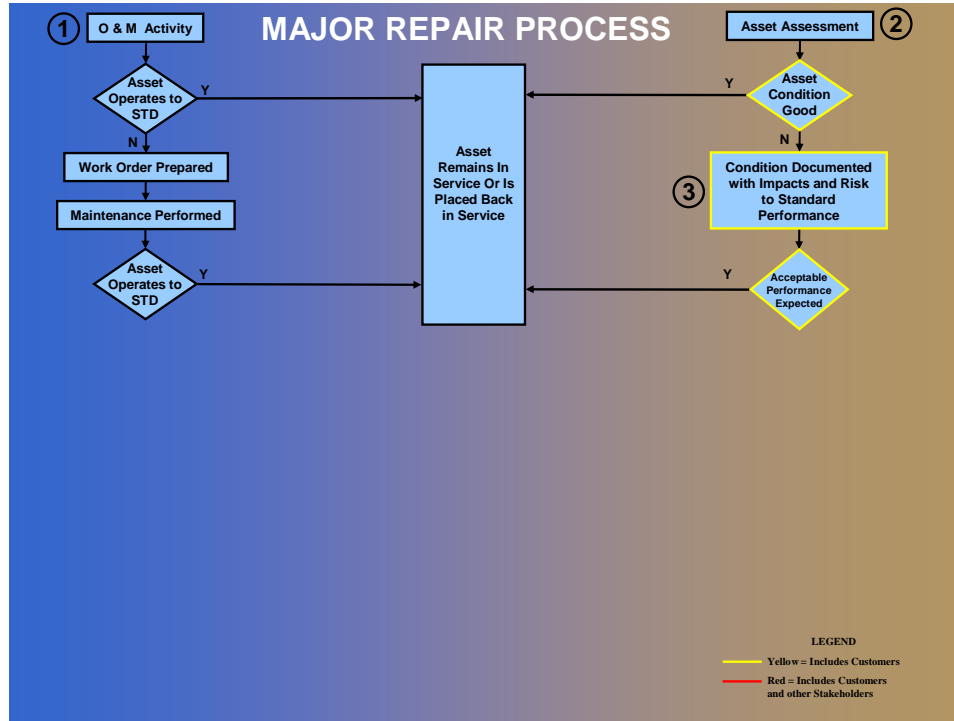 MAJOR REPAIR PROCESS
1
O & M Activity
Asset
Operates to
STD
Y
N
Work Order Prepared
Maintenance Performed
Asset
Operates to
STD
Y
Asset
Remains In
Service Or Is
Placed Back
in Service
Asset Assessment
2
Asset
Condition
Good
Y
N
3
Condition Documented
with Impacts and Risk
to Standard
Performance
Acceptable
Performance
Expected
Y
LEGEND
Yellow = Includes Customers
Red = Includes Customers
and other Stakeholders